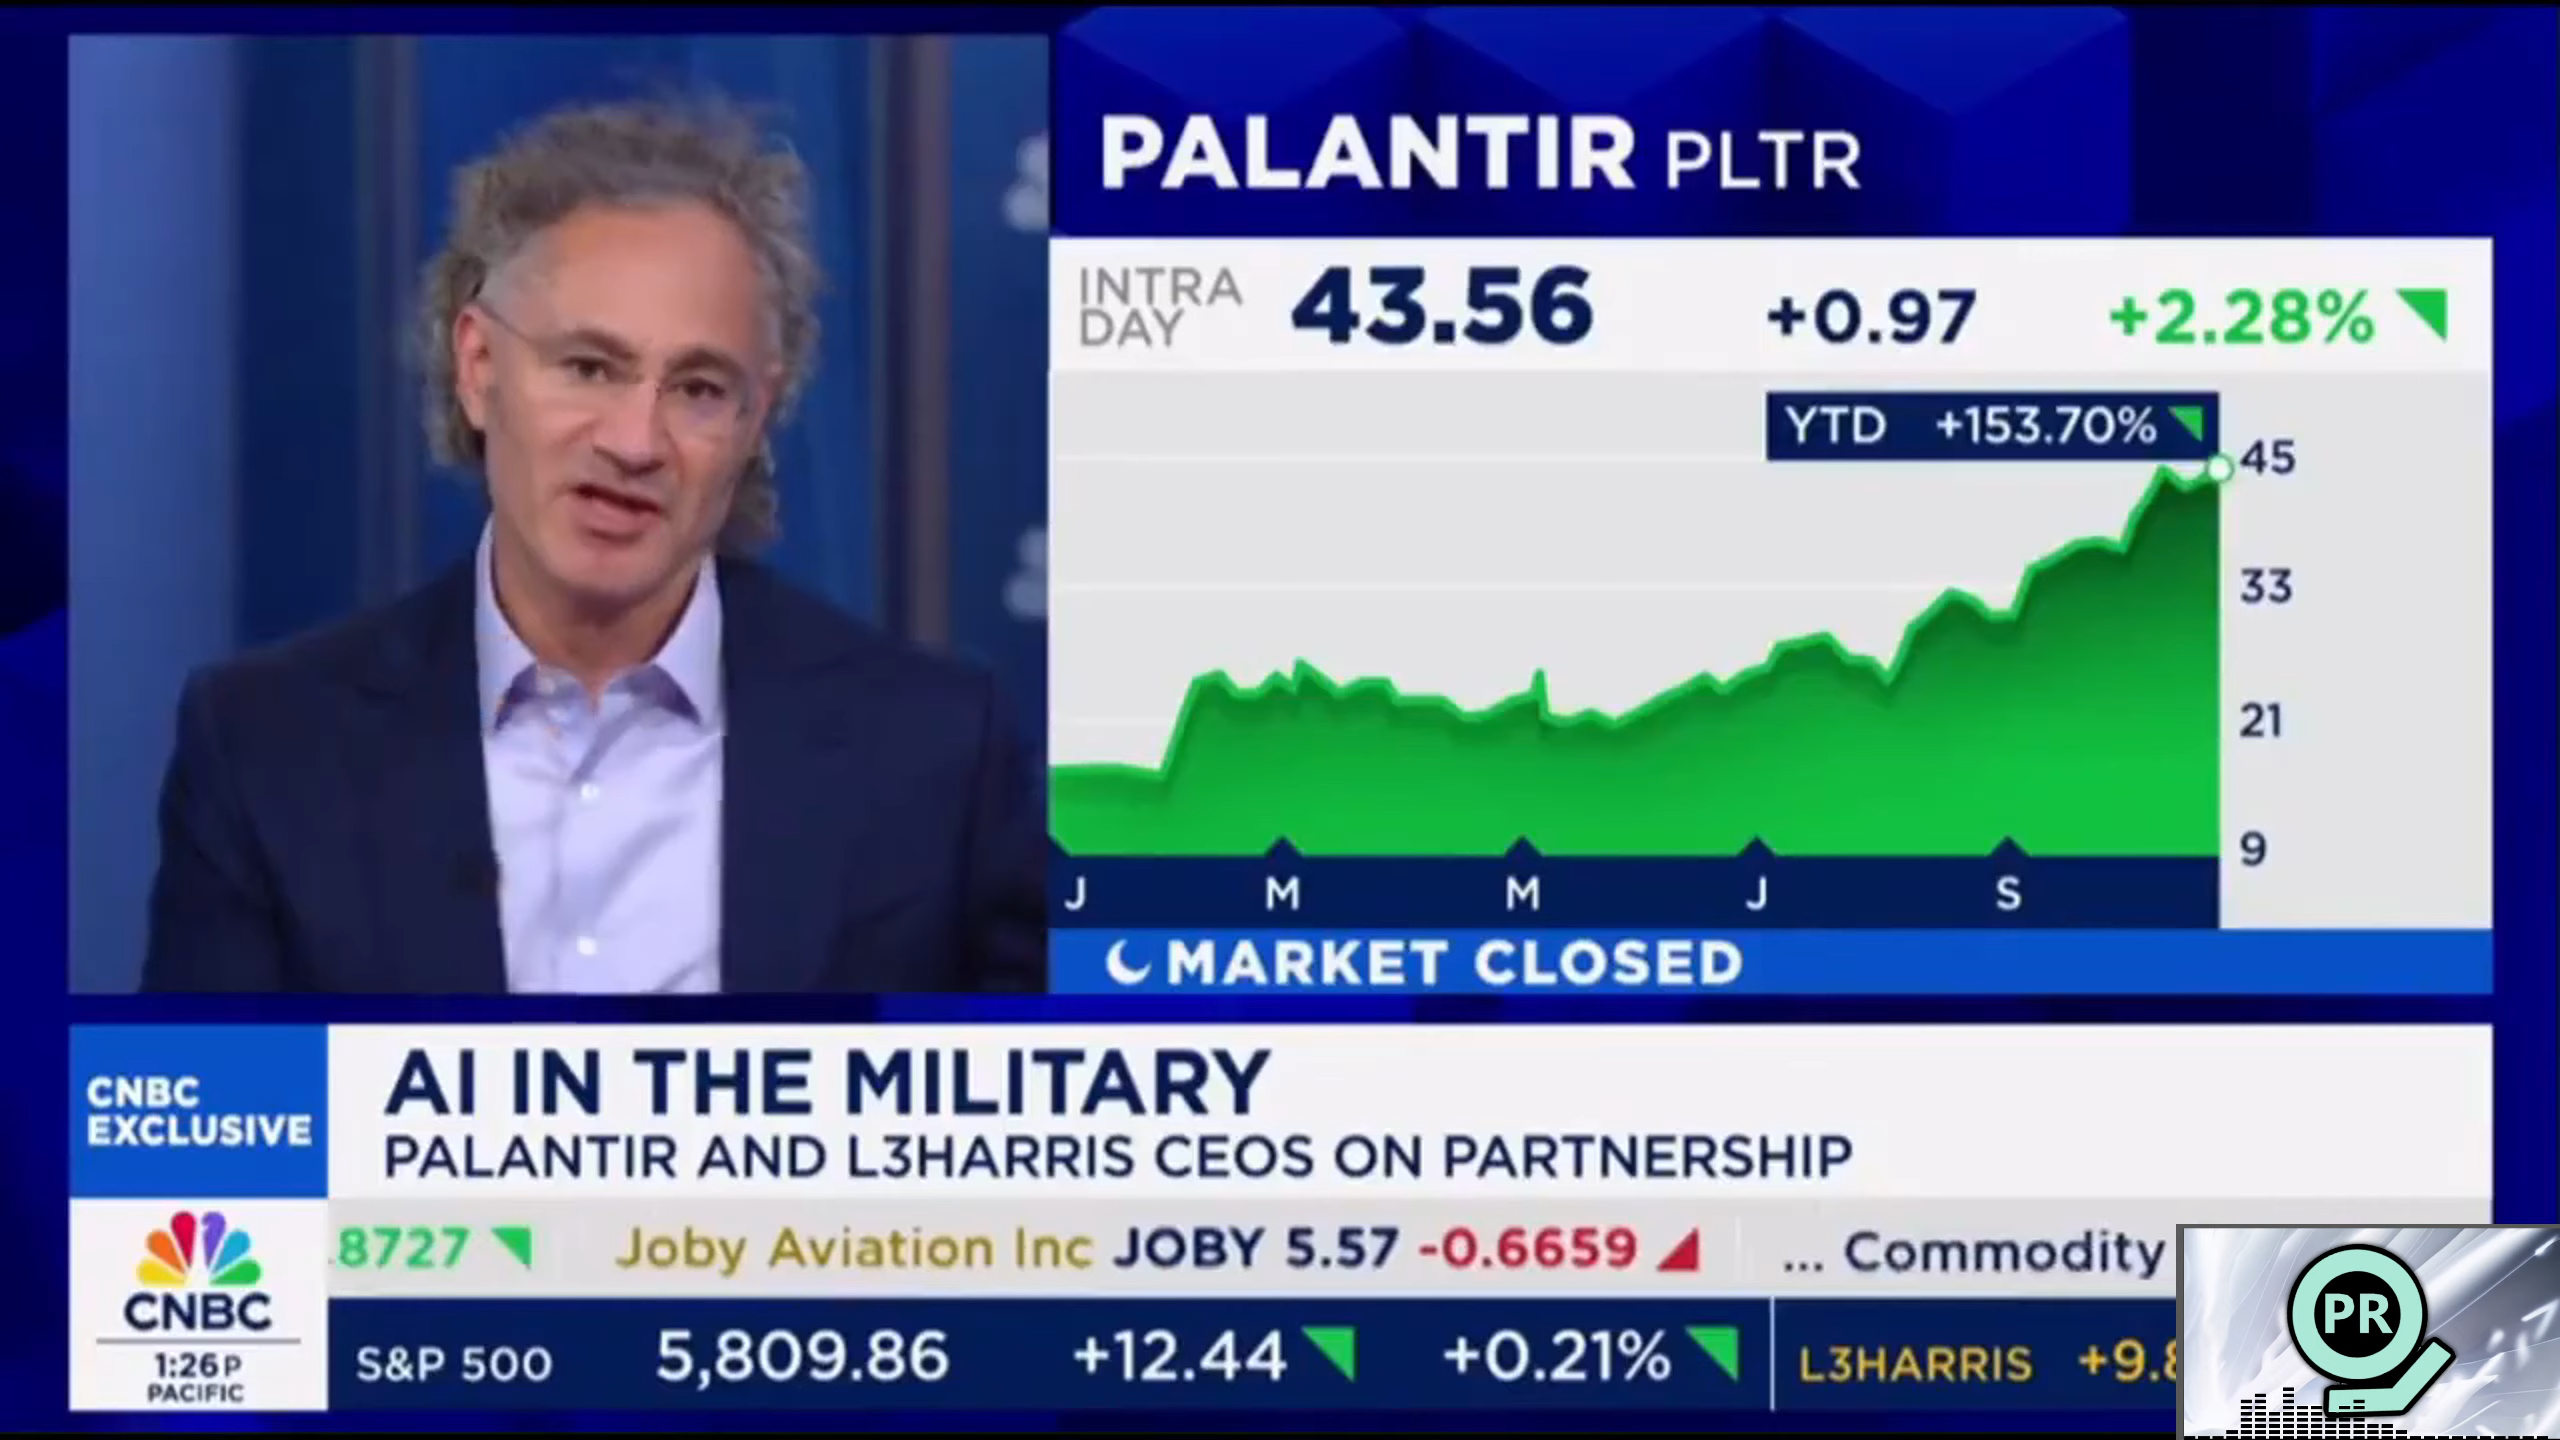 PALANTIR PLTR
INTRA
DAY
43.56 +0.97 +2.28%
YTD +153.70%
45
33
21
9
J M M J S
MARKET CLOSED
CNBC
EXCLUSIVE
AI IN THE MILITARY
PALANTIR AND L3HARRIS CEOS ON PARTNERSHIP
.8727 Joby Aviation Inc JOBY 5.57 -0.6659 ... Commodity
CNBC
1:26P
PACIFIC
S&P 500 5,809.86 +12.44 +0.21% L3HARRIS +9.8
PR